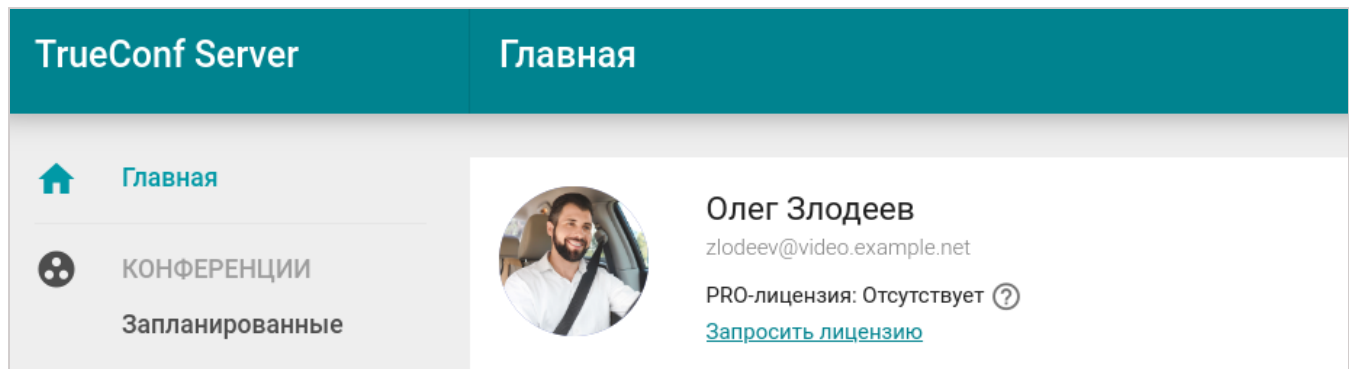 TrueConf Server
Главная
Главная
КОНФЕРЕНЦИИ
Запланированные
Олег Злодеев
zlodeev@video.example.net
PRO-лицензия: Отсутствует ?
Запросить лицензию